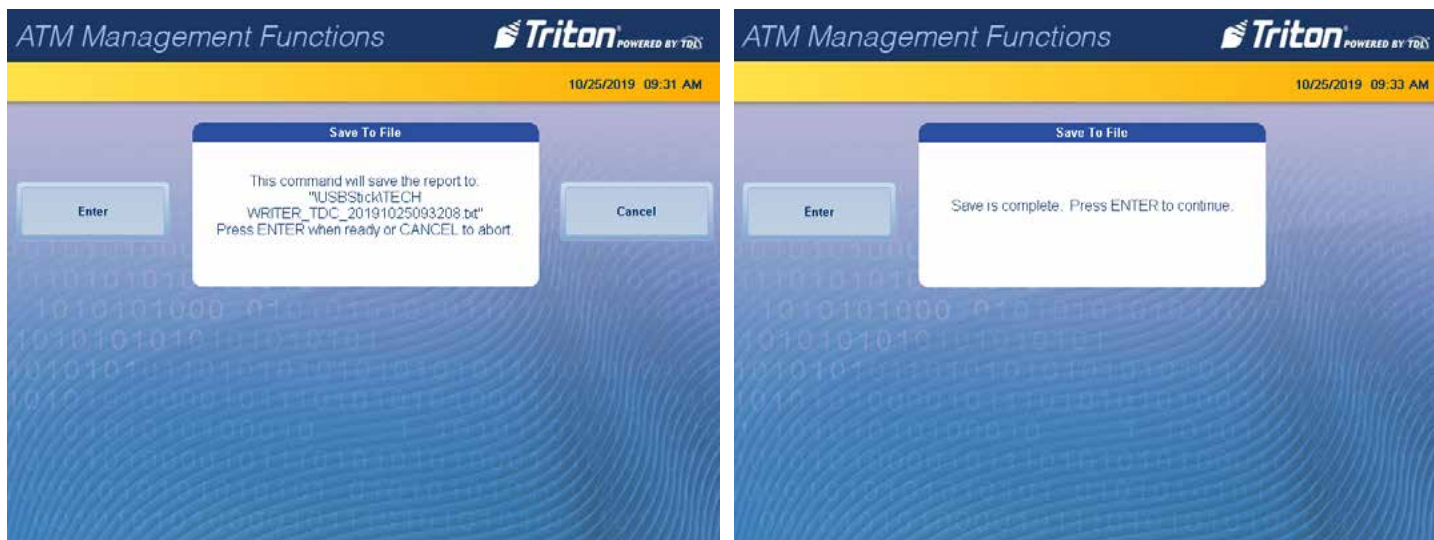 ATM Management Functions
Triton POWERED BY TDL
10/25/2019 09:31 AM
Save To File
This command will save the report to:
"\USBStick\TECH
WRITER_TDC_20191025093208.txt"
Press ENTER when ready or CANCEL to abort.
Enter
Cancel
ATM Management Functions
Triton POWERED BY TDL
10/25/2019 09:33 AM
Save To File
Save is complete. Press ENTER to continue.
Enter